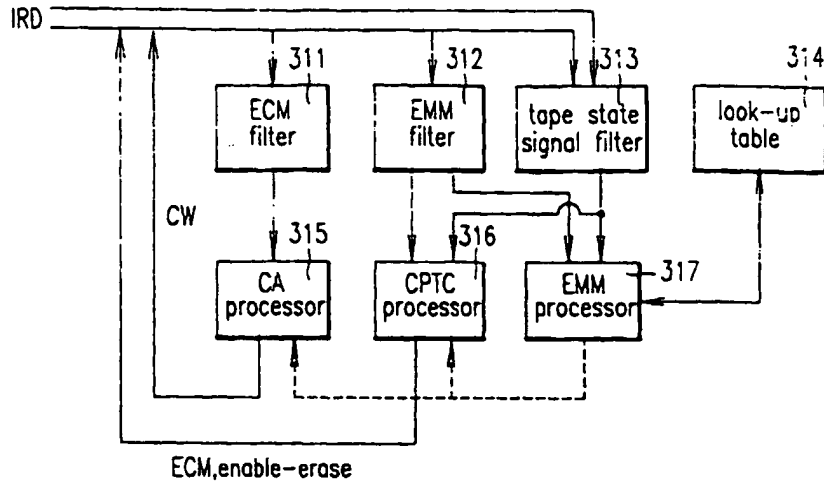 IRD
311
312
313
314
ECM
filter
EMM
filter
tape state
signal filter
look-up
table
CW
315
316
317
CA
processor
CPTC
processor
EMM
processor
ECM,enable-erase